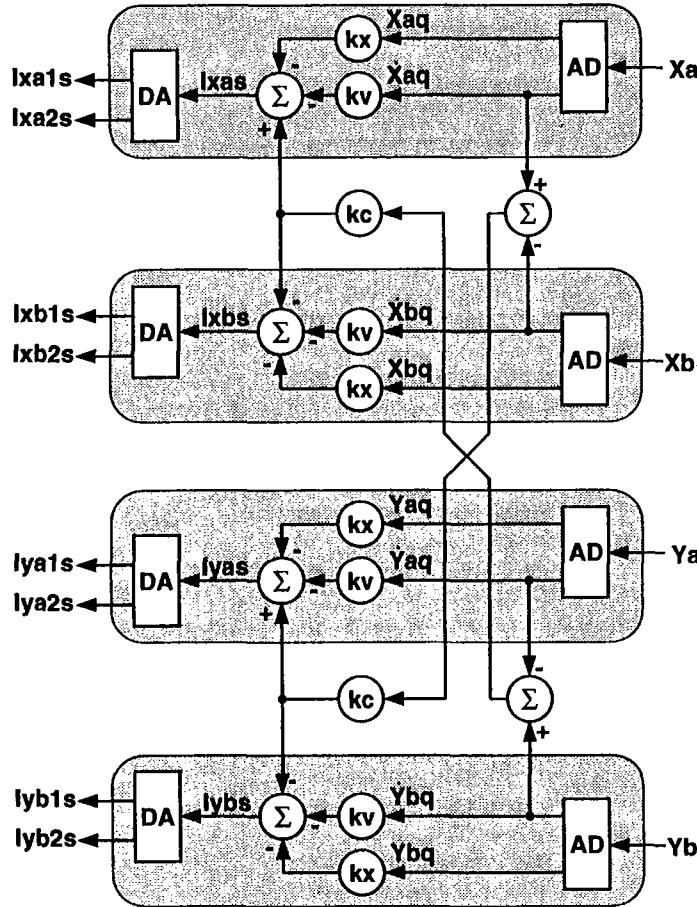 Ixa1s
Ixa2s
DA
Ixas
Σ
kx
kv
Xaq
Ẋaq
AD
Xa
- - +
kc
Σ
+ -
Ixb1s
Ixb2s
DA
Ixbs
Σ
kv
kx
Ẋbq
Xbq
AD
Xb
- - -
Iya1s
Iya2s
DA
Iyas
Σ
kx
kv
Yaq
Ẏaq
AD
Ya
- - +
kc
Σ
- +
Iyb1s
Iyb2s
DA
Iybs
Σ
kv
kx
Ẏbq
Ybq
AD
Yb
- - -